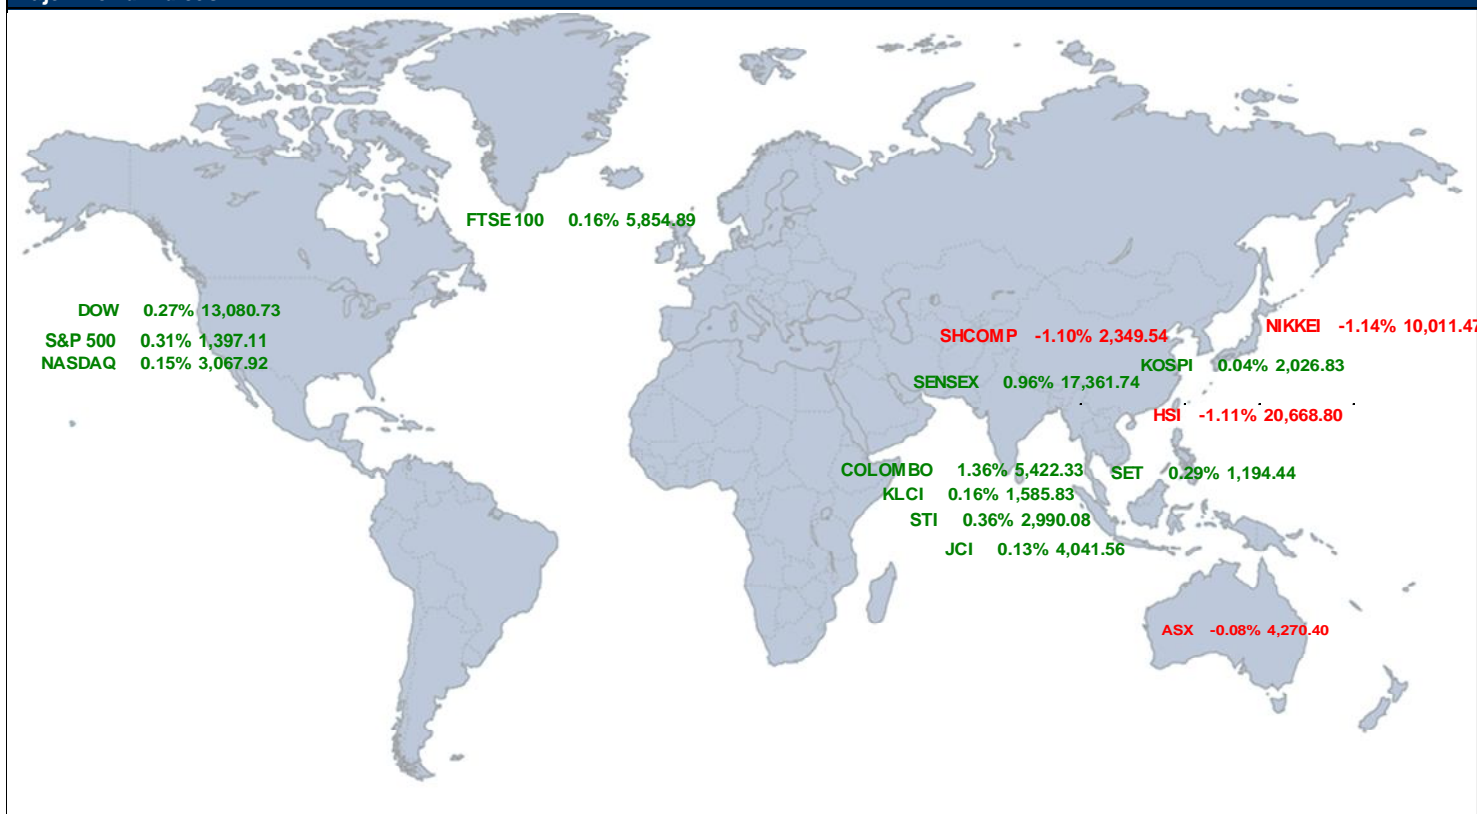 FTSE 100 0.16% 5,854.89
DOW 0.27% 13,080.73
S&P 500 0.31% 1,397.11
NASDAQ 0.15% 3,067.92
NIKKEI -1.14% 10,011.47
SHCOMP -1.10% 2,349.54
KOSPI 0.04% 2,026.83
SENSEX 0.96% 17,361.74
HSI -1.11% 20,668.80
COLOMBO 1.36% 5,422.33
SET 0.29% 1,194.44
KLCI 0.16% 1,585.83
STI 0.36% 2,990.08
JCI 0.13% 4,041.56
ASX -0.08% 4,270.40